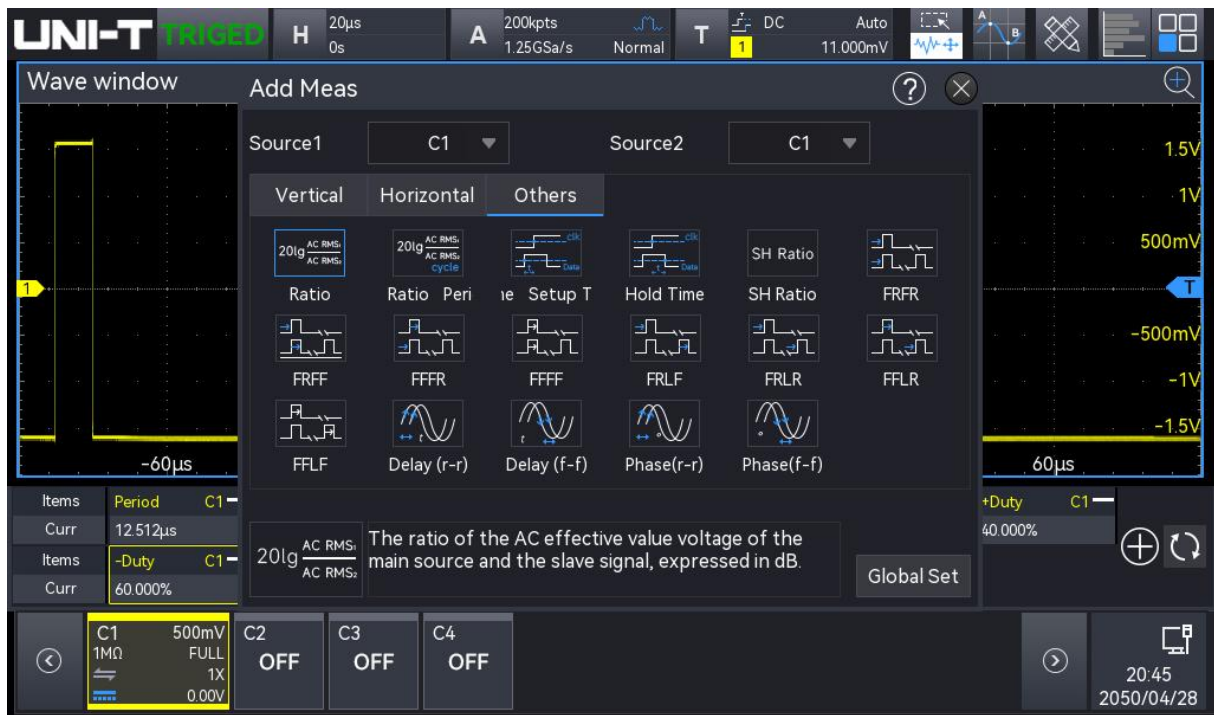 UNI-T TRIGED H 20µs A 200kpts T DC Auto
0s 1.25GSa/s Normal 1 11.000mV
A B
Wave window
Add Meas ?
Source1 C1 Source2 C1
1.5V
Vertical Horizontal Others
1V
20lg AC RMS₁ / AC RMS₂ 20lg AC RMS₁ / AC RMS₂ cycle clk Data t clk Data t SH Ratio
500mV
Ratio Ratio Peri ıe Setup T Hold Time SH Ratio FRFR
1 T
-500mV
FRFF FFFR FFFF FRLF FRLR FFLR
-1V
-1.5V
FFLF Delay (r-r) Delay (f-f) Phase(r-r) Phase(f-f)
-60µs 60µs
Items Period C1 +Duty C1
Curr 12.512µs 40.000%
Items -Duty C1
Curr 60.000%
20lg AC RMS₁ / AC RMS₂
The ratio of the AC effective value voltage of the
main source and the slave signal, expressed in dB.
Global Set
C1 500mV C2 C3 C4
1MΩ FULL OFF OFF OFF
1X
0.00V
20:45
2050/04/28